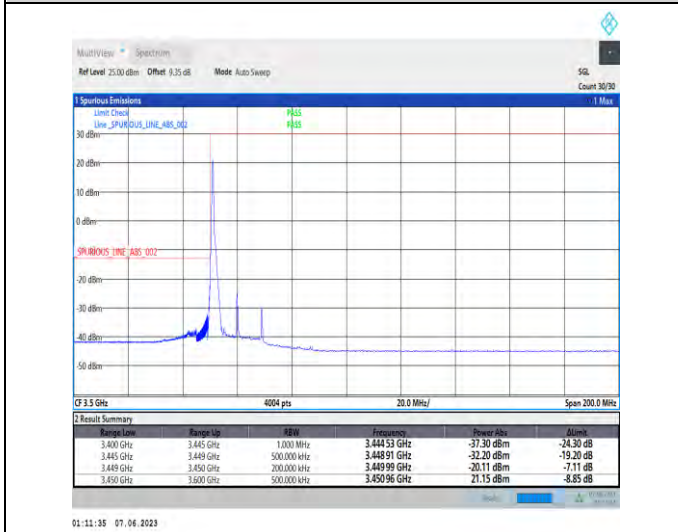 MultiView Spectrum
Ref Level 25.00 dBm Offset 9.35 dB Mode Auto Sweep SGL
Count 30/30
1 Spurious Emissions 1 Max
Limit Check PASS
Line _SPURIOUS_LINE_ABS_002 PASS
30 dBm
20 dBm
10 dBm
0 dBm
_SPURIOUS_LINE_ABS_002
-20 dBm
-30 dBm
-40 dBm
-50 dBm
CF 3.5 GHz 4004 pts 20.0 MHz/ Span 200.0 MHz
2 Result Summary
Range Low Range Up RBW Frequency Power Abs ΔLimit
3.400 GHz 3.445 GHz 1.000 MHz 3.444 53 GHz -37.30 dBm -24.30 dB
3.445 GHz 3.449 GHz 500.000 kHz 3.448 91 GHz -32.20 dBm -19.20 dB
3.449 GHz 3.450 GHz 200.000 kHz 3.449 99 GHz -20.11 dBm -7.11 dB
3.450 GHz 3.600 GHz 500.000 kHz 3.450 96 GHz 21.15 dBm -8.85 dB
01:11:35 07.06.2023